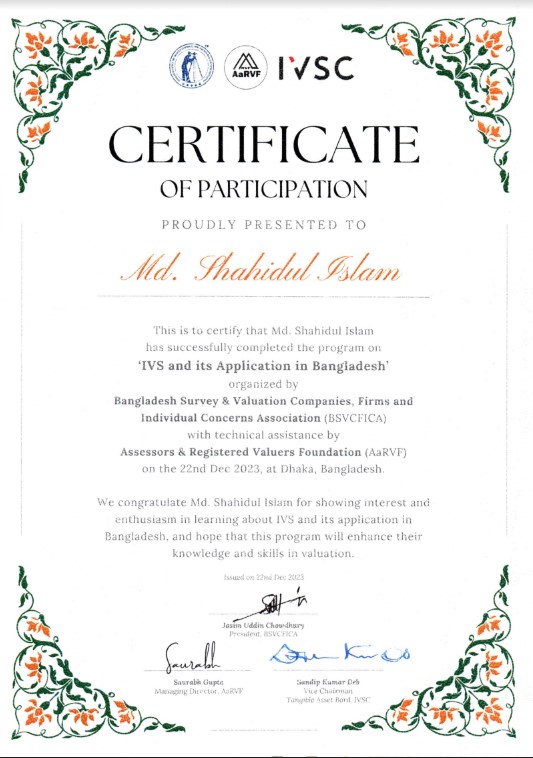 AaRVF
IVSC
CERTIFICATE
OF PARTICIPATION
PROUDLY PRESENTED TO
Md. Shahidul Islam
This is to certify that Md. Shahidul Islam
has successfully completed the program on
‘IVS and its Application in Bangladesh’
organized by
Bangladesh Survey & Valuation Companies, Firms and
Individual Concerns Association (BSVCFICA)
with technical assistance by
Assessors & Registered Valuers Foundation (AaRVF)
on the 22nd Dec 2023, at Dhaka, Bangladesh.
We congratulate Md. Shahidul Islam for showing interest and
enthusiasm in learning about IVS and its application in
Bangladesh, and hope that this program will enhance their
knowledge and skills in valuation.
Issued on 22nd Dec 2023
Jasim Uddin Chowdhury
President, BSVCFICA
Saurabh
Saurabh Gupta
Managing Director, AaRVF
Sandip Kumar Deb
Vice Chairman
Tangible Asset Bord, IVSC